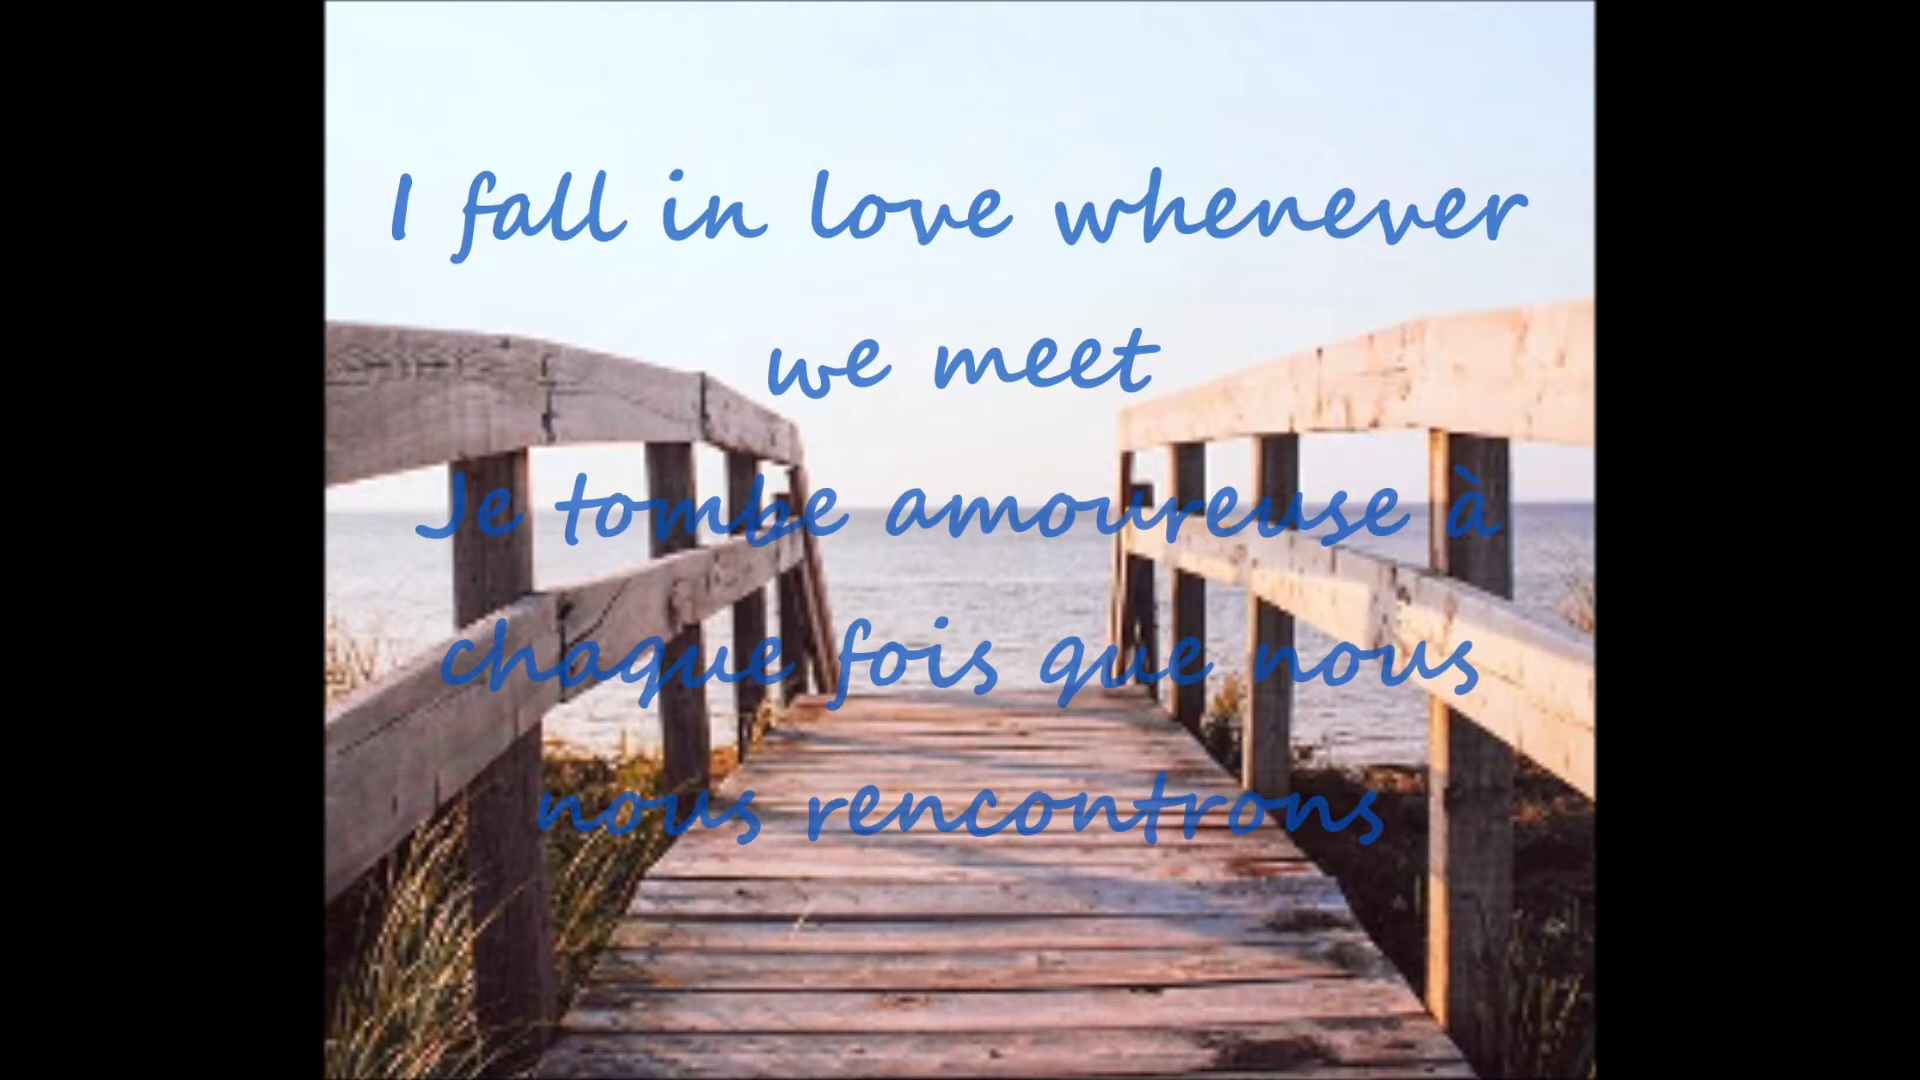 I fall in love whenever
we meet
Je tombe amoureuse à
chaque fois que nous
nous rencontrons